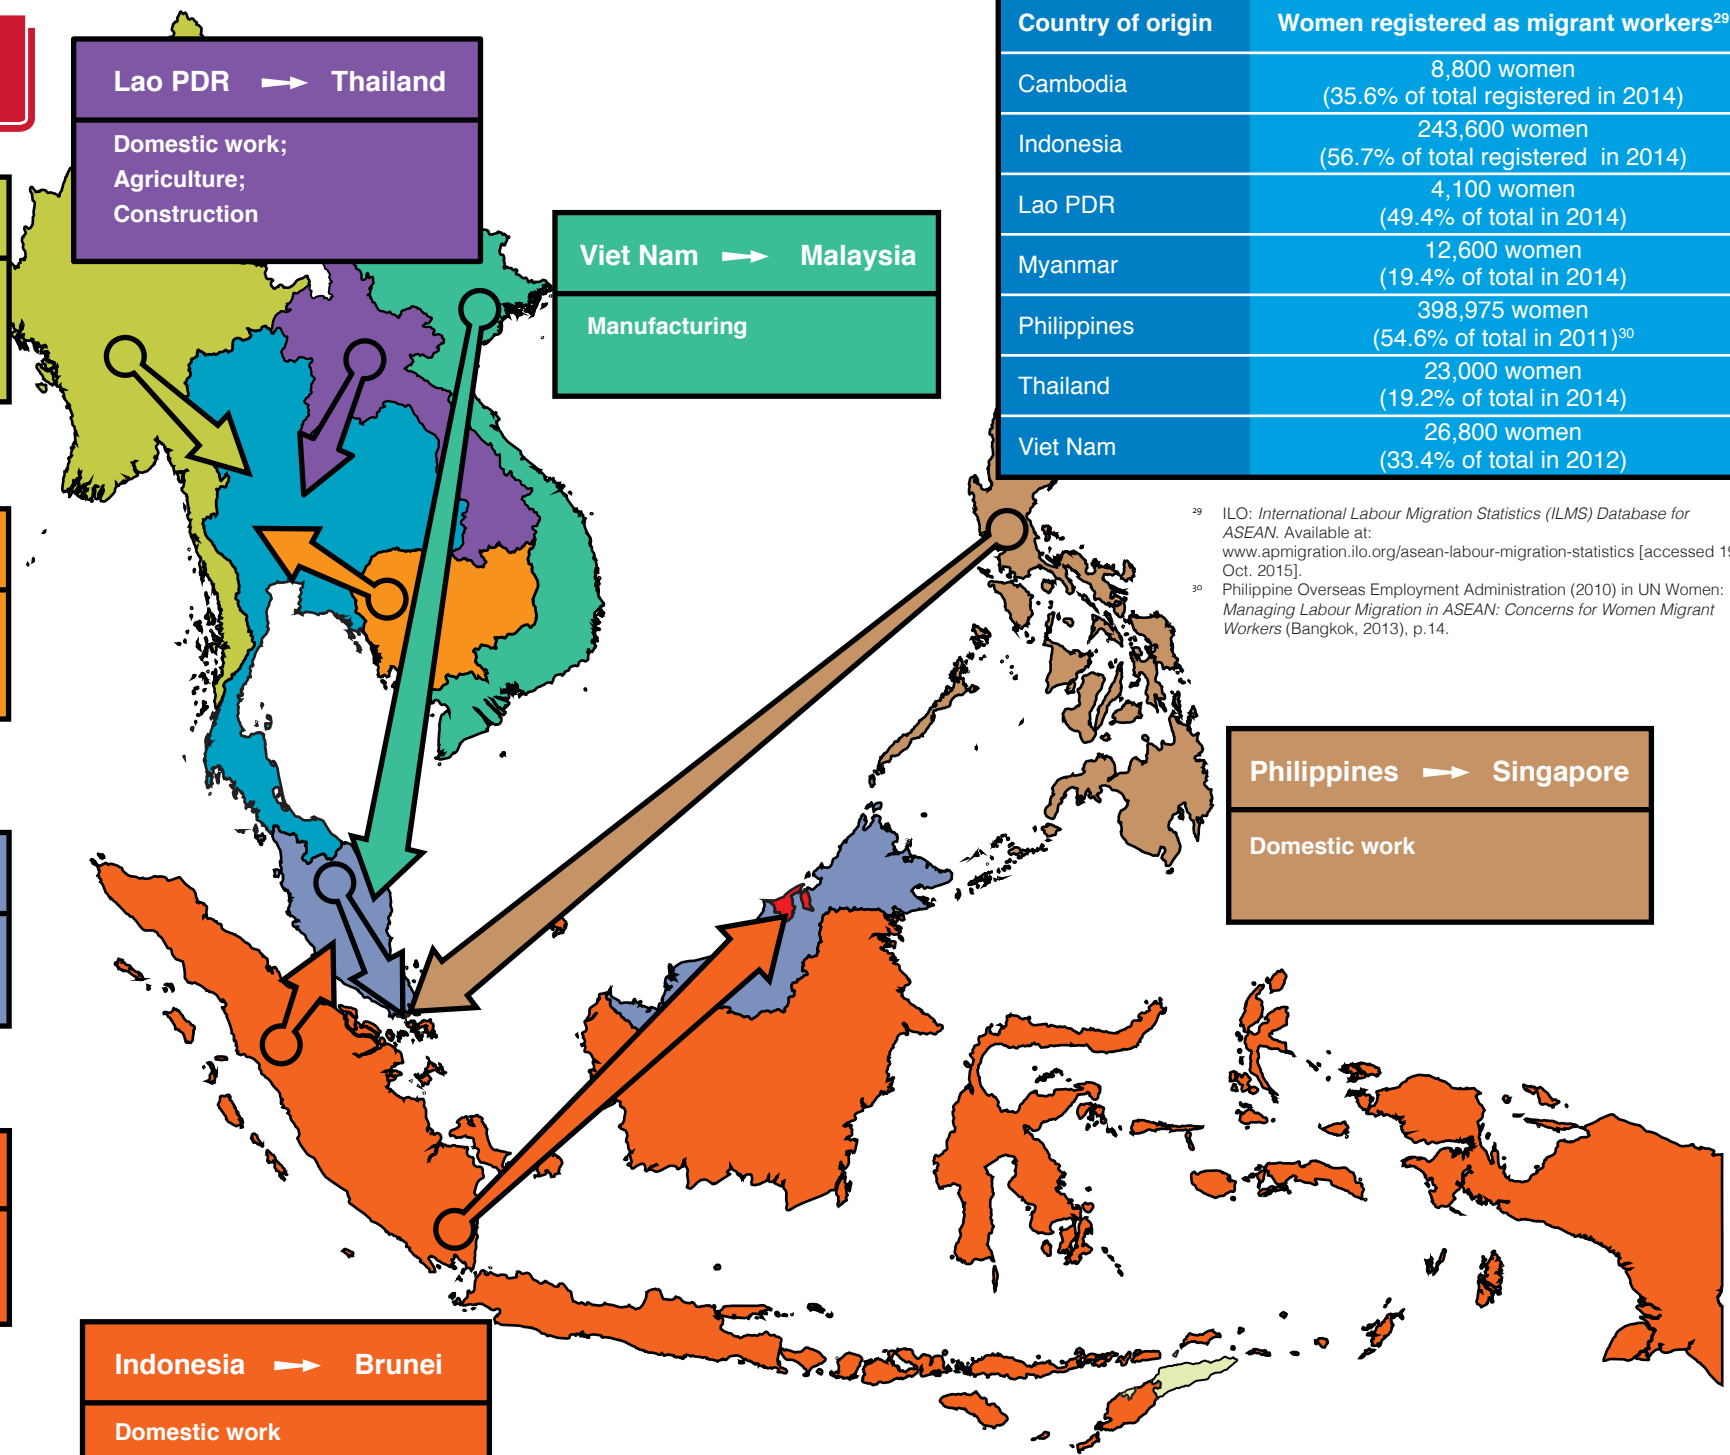 Lao PDR Thailand
Domestic work;
Agriculture;
Construction
Viet Nam Malaysia
Manufacturing
Country of origin Women registered as migrant workers²⁹
Cambodia 8,800 women
(35.6% of total registered in 2014)
Indonesia 243,600 women
(56.7% of total registered in 2014)
Lao PDR 4,100 women
(49.4% of total in 2014)
Myanmar 12,600 women
(19.4% of total in 2014)
Philippines 398,975 women
(54.6% of total in 2011)³⁰
Thailand 23,000 women
(19.2% of total in 2014)
Viet Nam 26,800 women
(33.4% of total in 2012)
²⁹ ILO: International Labour Migration Statistics (ILMS) Database for
ASEAN. Available at:
www.apmigration.ilo.org/asean-labour-migration-statistics [accessed 19
Oct. 2015].
³⁰ Philippine Overseas Employment Administration (2010) in UN Women:
Managing Labour Migration in ASEAN: Concerns for Women Migrant
Workers (Bangkok, 2013), p.14.
Philippines Singapore
Domestic work
Indonesia Brunei
Domestic work